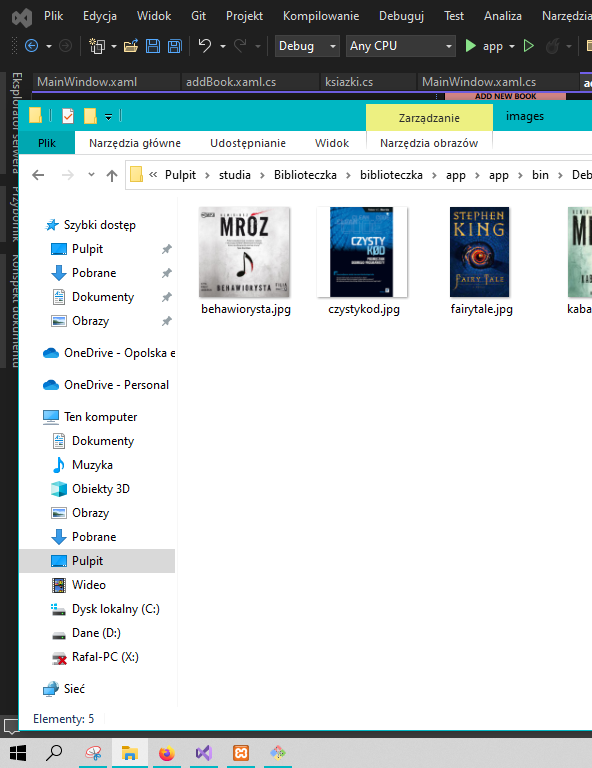 Plik Edycja Widok Git Projekt Kompilowanie Debuguj Test Analiza Narzędzia
Debug Any CPU app
MainWindow.xaml addBook.xaml.cs ksiazki.cs MainWindow.xaml.cs
ADD NEW BOOK
Eksplorator serwera
Przybornik
Konspekt dokumentu
Zarządzanie images
Plik Narzędzia główne Udostępnianie Widok Narzędzia obrazów
« Pulpit › studia › Biblioteczka › biblioteczka › app › app › bin › Deb
Szybki dostęp
Pulpit
Pobrane
Dokumenty
Obrazy
OneDrive - Opolska e
OneDrive - Personal
Ten komputer
Dokumenty
Muzyka
Obiekty 3D
Obrazy
Pobrane
Pulpit
Wideo
Dysk lokalny (C:)
Dane (D:)
Rafal-PC (X:)
Sieć
MRÓZ
BEHAWIORYSTA
behawiorysta.jpg
CZYSTY
KØD
czystykod.jpg
STEPHEN
KING
FAIRY TALE
fairytale.jpg
kaba
Elementy: 5